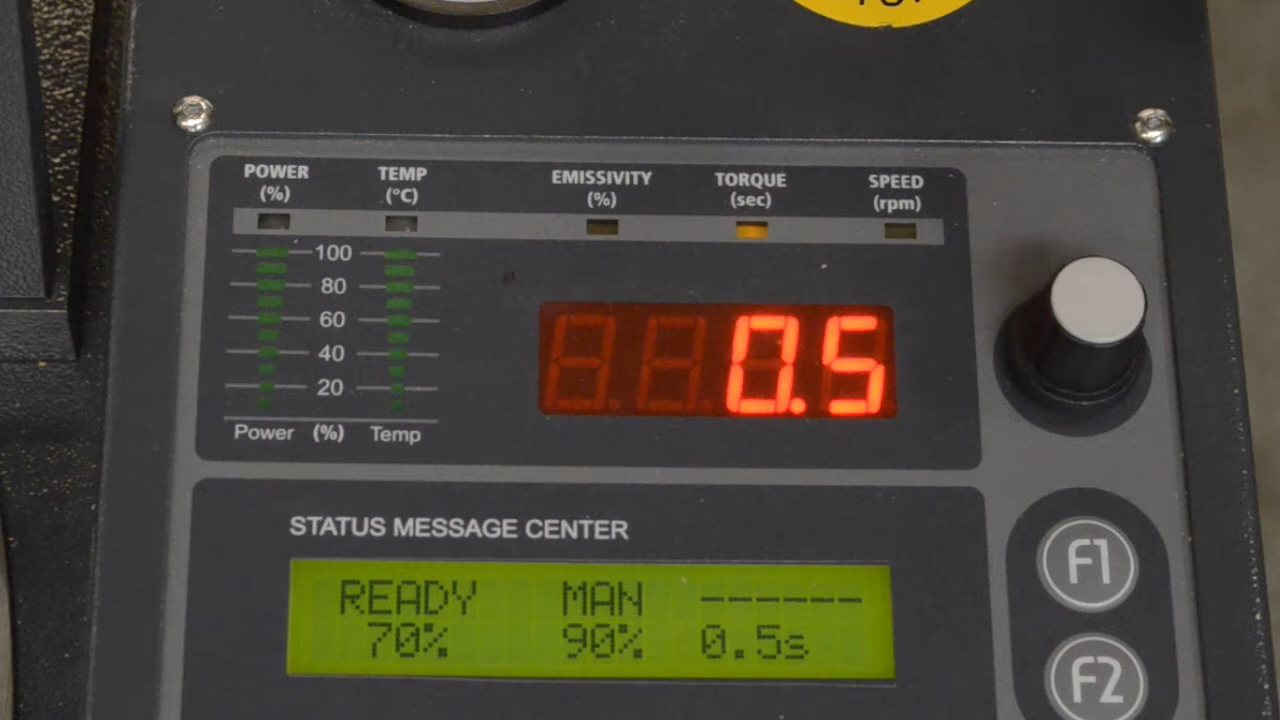 POWER TEMP EMISSIVITY TORQUE SPEED
(%) (°C) (%) (sec) (rpm)
100
80
60
40
20
Power (%) Temp
0.5
STATUS MESSAGE CENTER
READY MAN ------
70% 90% 0.5s
F1
F2